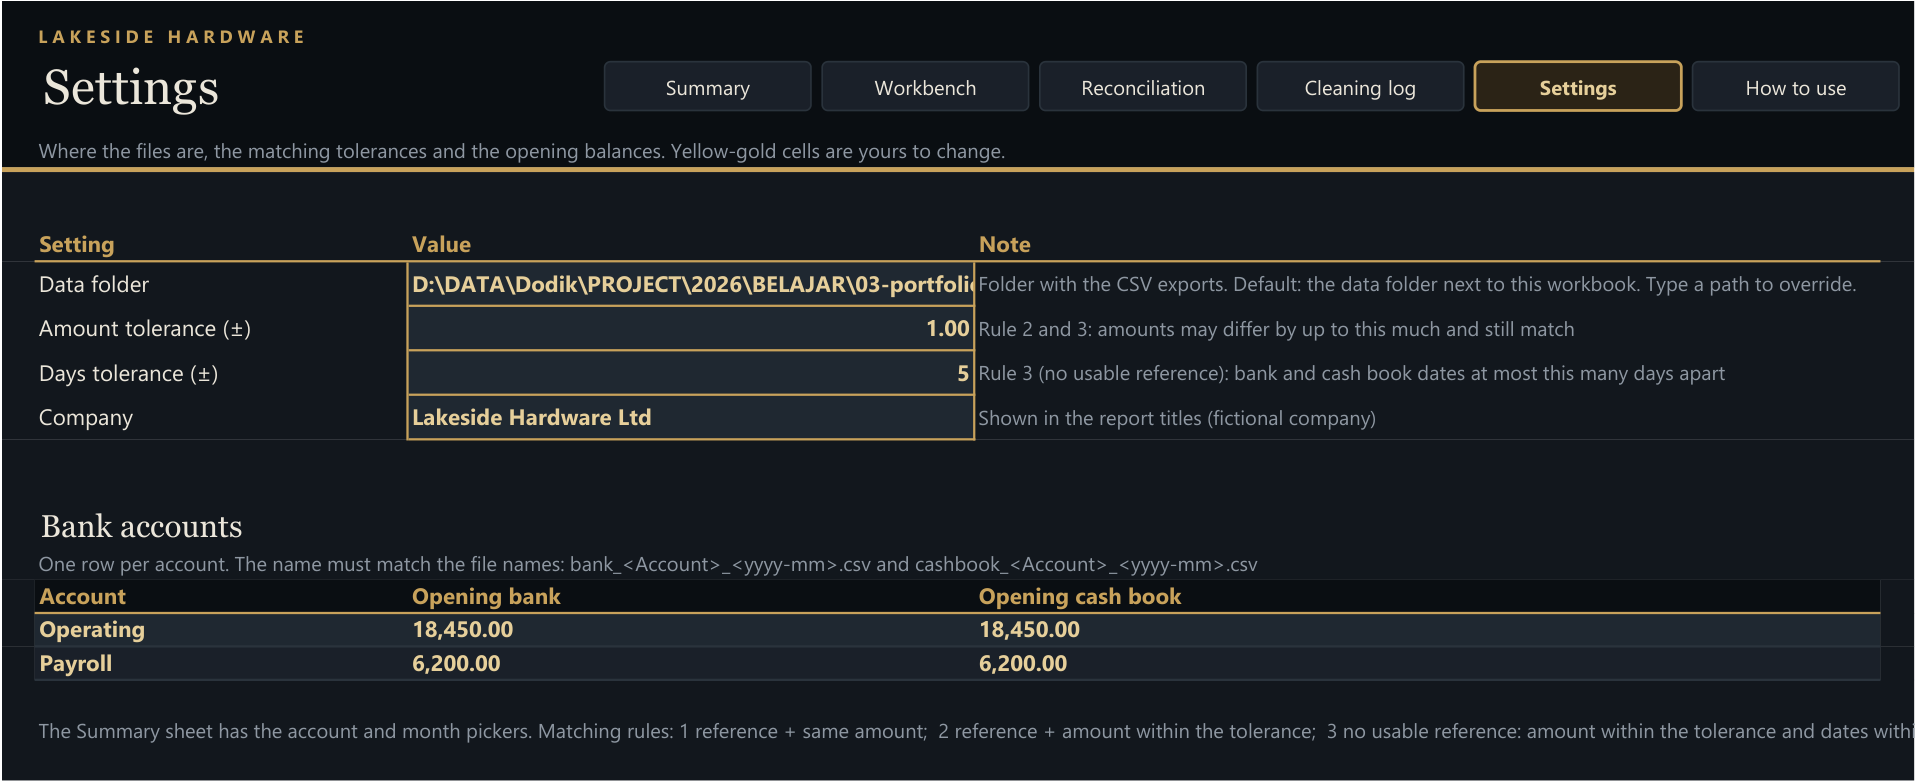 LAKESIDE HARDWARE
Settings
Summary Workbench Reconciliation Cleaning log Settings How to use
Where the files are, the matching tolerances and the opening balances. Yellow-gold cells are yours to change.
Setting Value Note
Data folder D:\DATA\Dodik\PROJECT\2026\BELAJAR\03-portfolio Folder with the CSV exports. Default: the data folder next to this workbook. Type a path to override.
Amount tolerance (±) 1.00 Rule 2 and 3: amounts may differ by up to this much and still match
Days tolerance (±) 5 Rule 3 (no usable reference): bank and cash book dates at most this many days apart
Company Lakeside Hardware Ltd Shown in the report titles (fictional company)
Bank accounts
One row per account. The name must match the file names: bank_<Account>_<yyyy-mm>.csv and cashbook_<Account>_<yyyy-mm>.csv
Account Opening bank Opening cash book
Operating 18,450.00 18,450.00
Payroll 6,200.00 6,200.00
The Summary sheet has the account and month pickers. Matching rules: 1 reference + same amount; 2 reference + amount within the tolerance; 3 no usable reference: amount within the tolerance and dates withi